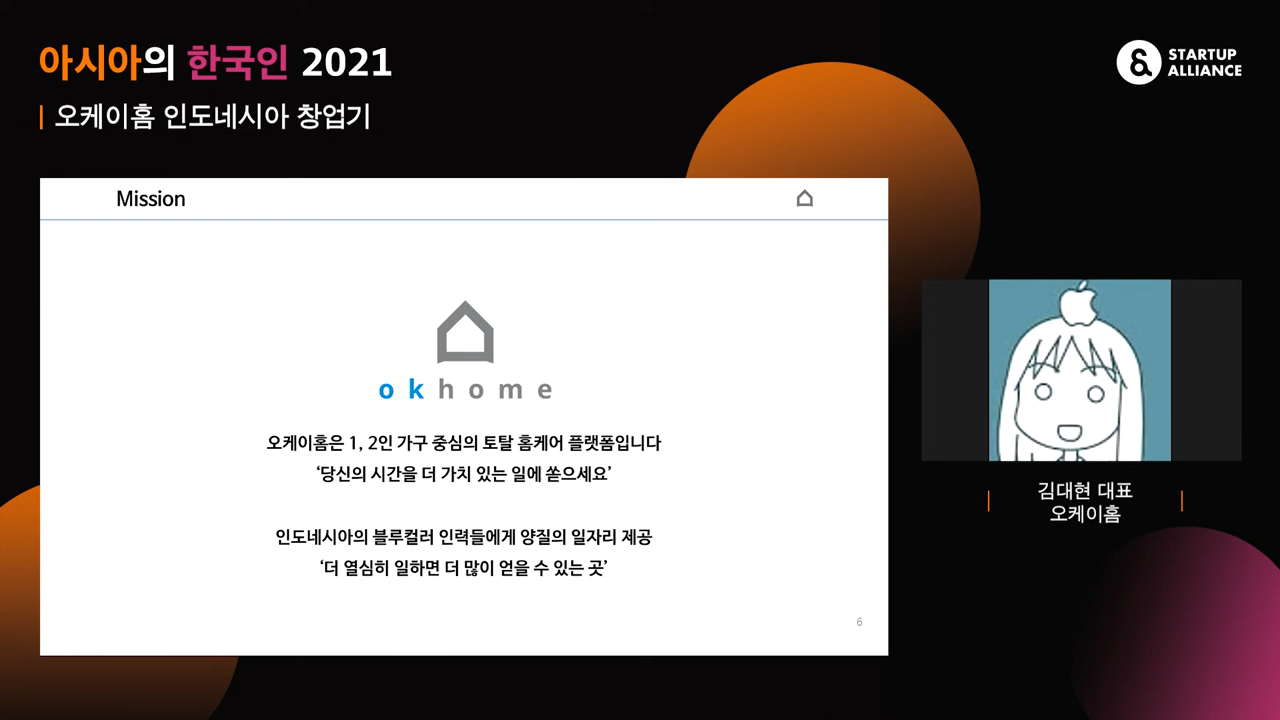 아시아의 한국인 2021
오케이홈 인도네시아 창업기
STARTUP
ALLIANCE
Mission
okhome
오케이홈은 1, 2인 가구 중심의 토탈 홈케어 플랫폼입니다
‘당신의 시간을 더 가치 있는 일에 쏟으세요’
인도네시아의 블루컬러 인력들에게 양질의 일자리 제공
‘더 열심히 일하면 더 많이 얻을 수 있는 곳’
6
김대현 대표
오케이홈